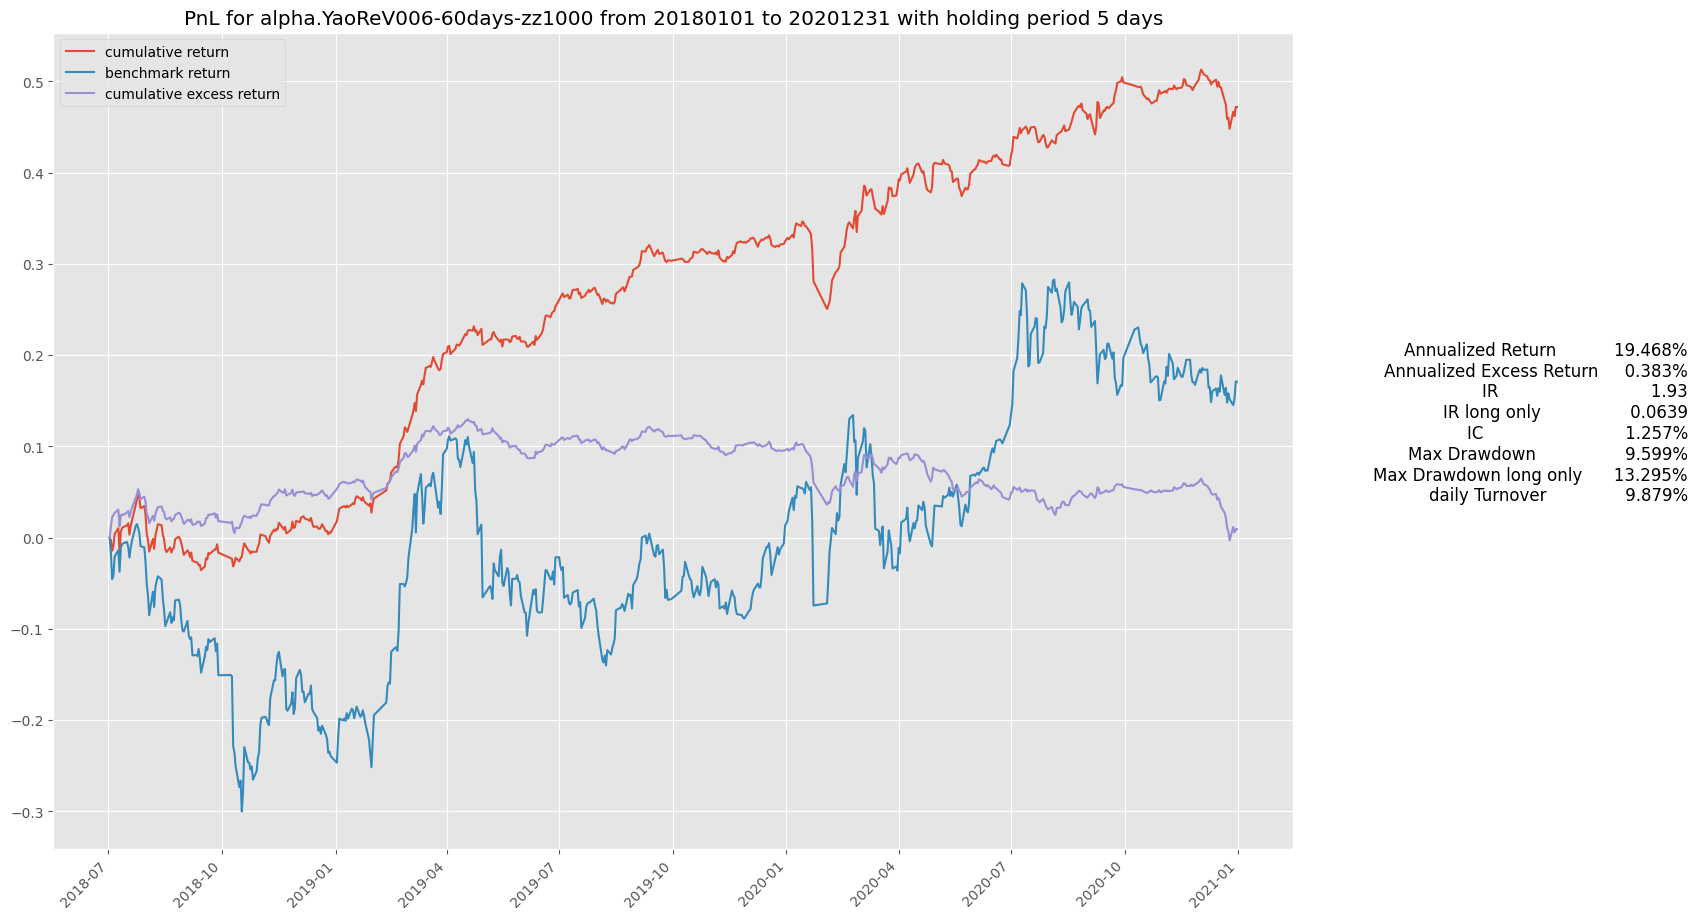 PnL for alpha.YaoReV006-60days-zz1000 from 20180101 to 20201231 with holding period 5 days
cumulative return
benchmark return
cumulative excess return
0.5
0.4
0.3
0.2
0.1
0.0
−0.1
−0.2
−0.3
2018-07
2018-10
2019-01
2019-04
2019-07
2019-10
2020-01
2020-04
2020-07
2020-10
2021-01
Annualized Return 19.468%
Annualized Excess Return 0.383%
IR 1.93
IR long only 0.0639
IC 1.257%
Max Drawdown 9.599%
Max Drawdown long only 13.295%
daily Turnover 9.879%